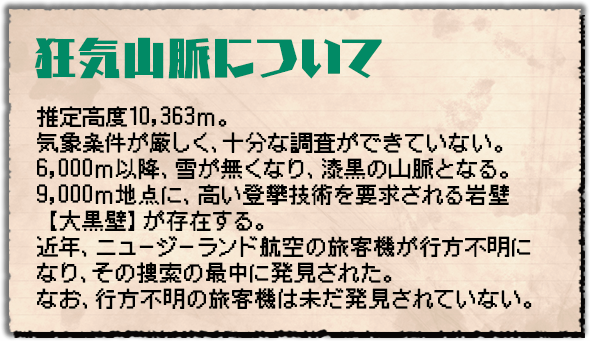 狂気山脈について
推定高度10,363m。
気象条件が厳しく、十分な調査ができていない。
6,000m以降、雪が無くなり、漆黒の山脈となる。
9,000m地点に、高い登攀技術を要求される岩壁
【大黒壁】が存在する。
近年、ニュージーランド航空の旅客機が行方不明に
なり、その捜索の最中に発見された。
なお、行方不明の旅客機は未だ発見されていない。